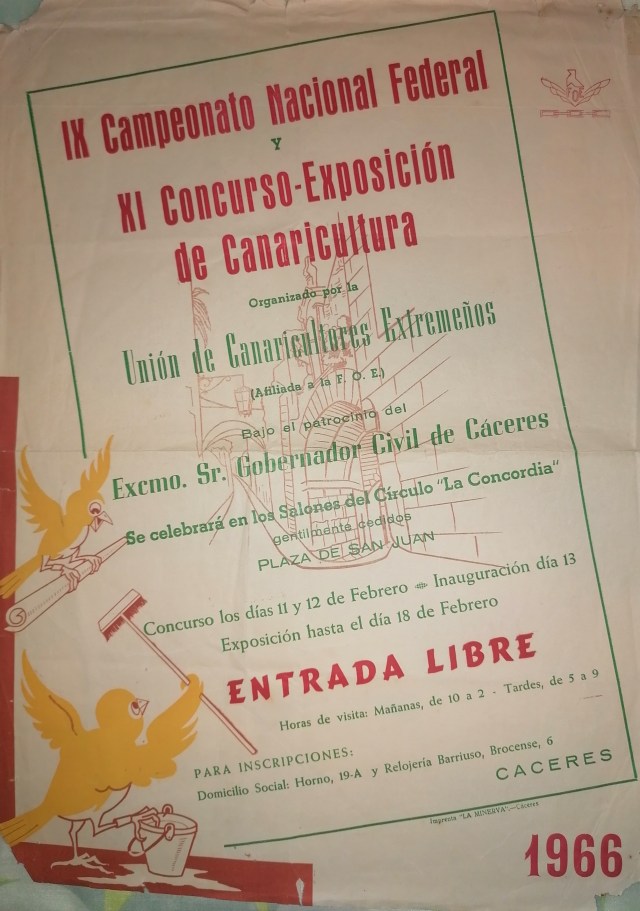 IX Campeonato Nacional Federal
Y
XI Concurso-Exposición
de Canaricultura
Organizado por la
Unión de Canaricultores Extremeños
(Afiliada a la F. O. E.)
Bajo el patrocinio del
Excmo. Sr. Gobernador Civil de Cáceres
Se celebrará en los Salones del Círculo "La Concordia"
gentilmente cedidos
PLAZA DE SAN JUAN
Concurso los días 11 y 12 de Febrero Inauguración día 13
Exposición hasta el día 18 de Febrero
ENTRADA LIBRE
Horas de visita: Mañanas, de 10 a 2 - Tardes, de 5 a 9
PARA INSCRIPCIONES:
Domicilio Social: Horno, 19-A y Relojería Barriuso, Brocense, 6
CACERES
Imprenta "LA MINERVA".-Cáceres
1966